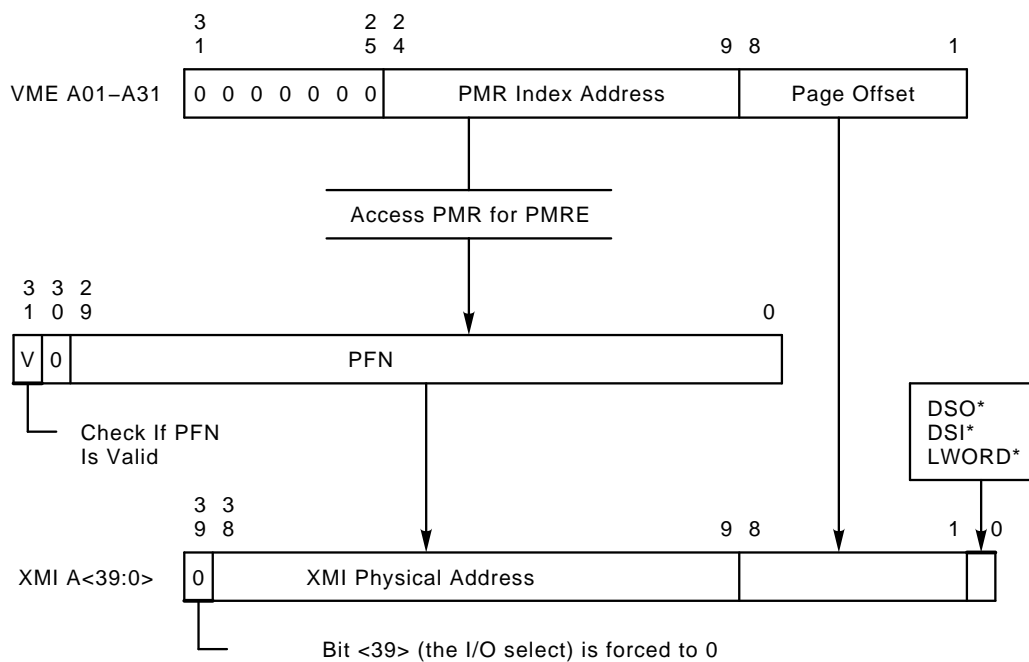 3 2 2
1 5 4 9 8 1
VME A01–A31 0 0 0 0 0 0 0 PMR Index Address Page Offset
Access PMR for PMRE
3 3 2
1 0 9 0
V 0 PFN
Check If PFN
Is Valid
DSO*
DSI*
LWORD*
3 3
9 8 9 8 1 0
XMI A<39:0> 0 XMI Physical Address
Bit <39> (the I/O select) is forced to 0